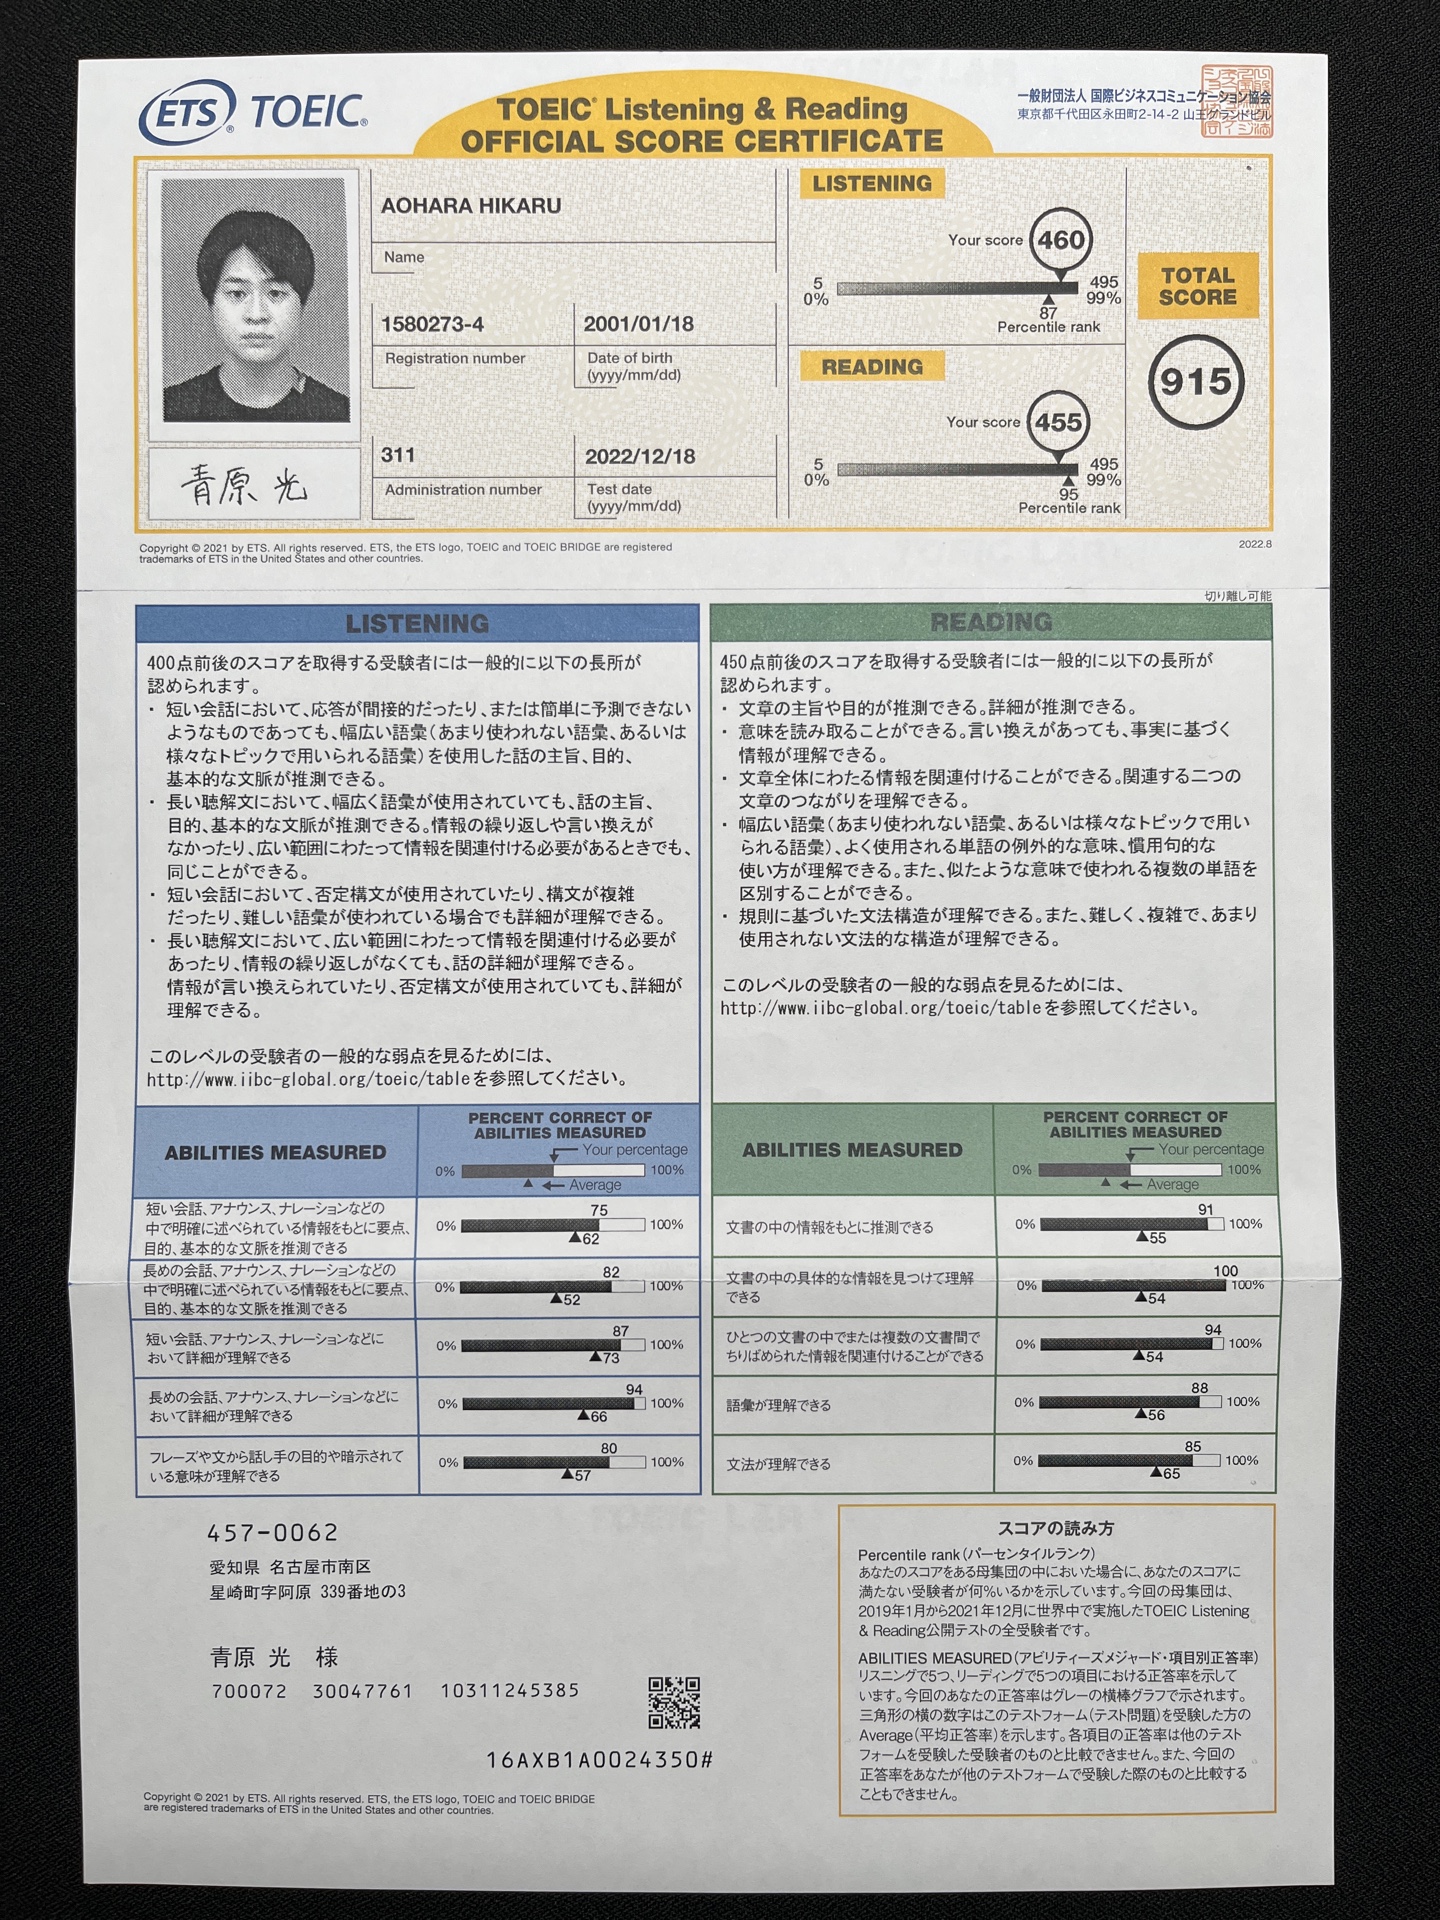 ETS® TOEIC®
TOEIC® Listening & Reading
OFFICIAL SCORE CERTIFICATE
一般財団法人 国際ビジネスコミュニケーション協会
東京都千代田区永田町2-14-2 山王グランドビル
AOHARA HIKARU
Name
1580273-4
Registration number
2001/01/18
Date of birth
(yyyy/mm/dd)
青原 光
311
Administration number
2022/12/18
Test date
(yyyy/mm/dd)
LISTENING
Your score 460
5 495
0% 99%
87
Percentile rank
READING
Your score 455
5 495
0% 99%
95
Percentile rank
TOTAL
SCORE
915
Copyright © 2021 by ETS. All rights reserved. ETS, the ETS logo, TOEIC and TOEIC BRIDGE are registered
trademarks of ETS in the United States and other countries.
2022.8
切り離し可能
LISTENING
400点前後のスコアを取得する受験者には一般的に以下の長所が
認められます。
・ 短い会話において、応答が間接的だったり、または簡単に予測できない
ようなものであっても、幅広い語彙（あまり使われない語彙、あるいは
様々なトピックで用いられる語彙）を使用した話の主旨、目的、
基本的な文脈が推測できる。
・ 長い聴解文において、幅広く語彙が使用されていても、話の主旨、
目的、基本的な文脈が推測できる。情報の繰り返しや言い換えが
なかったり、広い範囲にわたって情報を関連付ける必要があるときでも、
同じことができる。
・ 短い会話において、否定構文が使用されていたり、構文が複雑
だったり、難しい語彙が使われている場合でも詳細が理解できる。
・ 長い聴解文において、広い範囲にわたって情報を関連付ける必要が
あったり、情報の繰り返しがなくても、話の詳細が理解できる。
情報が言い換えられていたり、否定構文が使用されていても、詳細が
理解できる。
このレベルの受験者の一般的な弱点を見るためには、
http://www.iibc-global.org/toeic/tableを参照してください。
READING
450点前後のスコアを取得する受験者には一般的に以下の長所が
認められます。
・ 文章の主旨や目的が推測できる。詳細が推測できる。
・ 意味を読み取ることができる。言い換えがあっても、事実に基づく
情報が理解できる。
・ 文章全体にわたる情報を関連付けることができる。関連する二つの
文章のつながりを理解できる。
・ 幅広い語彙（あまり使われない語彙、あるいは様々なトピックで用い
られる語彙）、よく使用される単語の例外的な意味、慣用句的な
使い方が理解できる。また、似たような意味で使われる複数の単語を
区別することができる。
・ 規則に基づいた文法構造が理解できる。また、難しく、複雑で、あまり
使用されない文法的な構造が理解できる。
このレベルの受験者の一般的な弱点を見るためには、
http://www.iibc-global.org/toeic/tableを参照してください。
ABILITIES MEASURED
PERCENT CORRECT OF
ABILITIES MEASURED
Your percentage
0% 100%
Average
短い会話、アナウンス、ナレーションなどの
中で明確に述べられている情報をもとに要点、
目的、基本的な文脈を推測できる
75
0% 100%
62
長めの会話、アナウンス、ナレーションなどの
中で明確に述べられている情報をもとに要点、
目的、基本的な文脈を推測できる
82
0% 100%
52
短い会話、アナウンス、ナレーションなどに
おいて詳細が理解できる
87
0% 100%
73
長めの会話、アナウンス、ナレーションなどに
おいて詳細が理解できる
94
0% 100%
66
フレーズや文から話し手の目的や暗示されて
いる意味が理解できる
80
0% 100%
57
ABILITIES MEASURED
PERCENT CORRECT OF
ABILITIES MEASURED
Your percentage
0% 100%
Average
文書の中の情報をもとに推測できる
91
0% 100%
55
文書の中の具体的な情報を見つけて理解
できる
100
0% 100%
54
ひとつの文書の中でまたは複数の文書間で
ちりばめられた情報を関連付けることができる
94
0% 100%
54
語彙が理解できる
88
0% 100%
56
文法が理解できる
85
0% 100%
65
457-0062
愛知県 名古屋市南区
星崎町字阿原 339番地の3
青原 光 様
700072 30047761 10311245385
16AXB1A0024350#
Copyright © 2021 by ETS. All rights reserved. ETS, the ETS logo, TOEIC and TOEIC BRIDGE
are registered trademarks of ETS in the United States and other countries.
スコアの読み方
Percentile rank（パーセンタイルランク）
あなたのスコアをある母集団の中においた場合に、あなたのスコアに
満たない受験者が何%いるかを示しています。今回の母集団は、
2019年1月から2021年12月に世界中で実施したTOEIC Listening
& Reading公開テストの全受験者です。
ABILITIES MEASURED（アビリティーズメジャード・項目別正答率）
リスニングで5つ、リーディングで5つの項目における正答率を示して
います。今回のあなたの正答率はグレーの横棒グラフで示されます。
三角形の横の数字はこのテストフォーム（テスト問題）を受験した方の
Average（平均正答率）を示します。各項目の正答率は他のテスト
フォームを受験した受験者のものと比較できません。また、今回の
正答率をあなたが他のテストフォームで受験した際のものと比較する
こともできません。